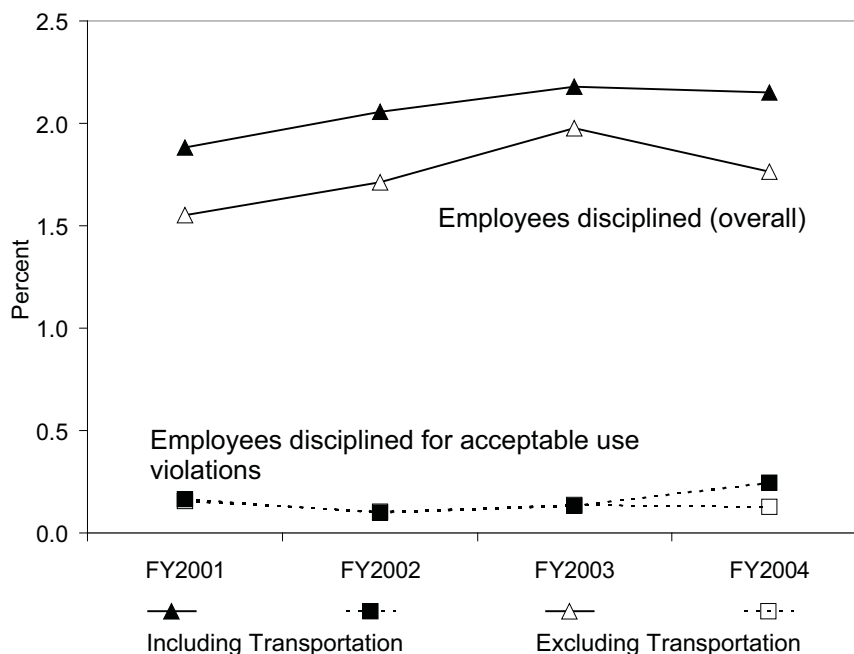 2.5
2.0
1.5
1.0
0.5
0.0
Percent
Employees disciplined (overall)
Employees disciplined for acceptable use
violations
FY2001 FY2002 FY2003 FY2004
Including Transportation Excluding Transportation